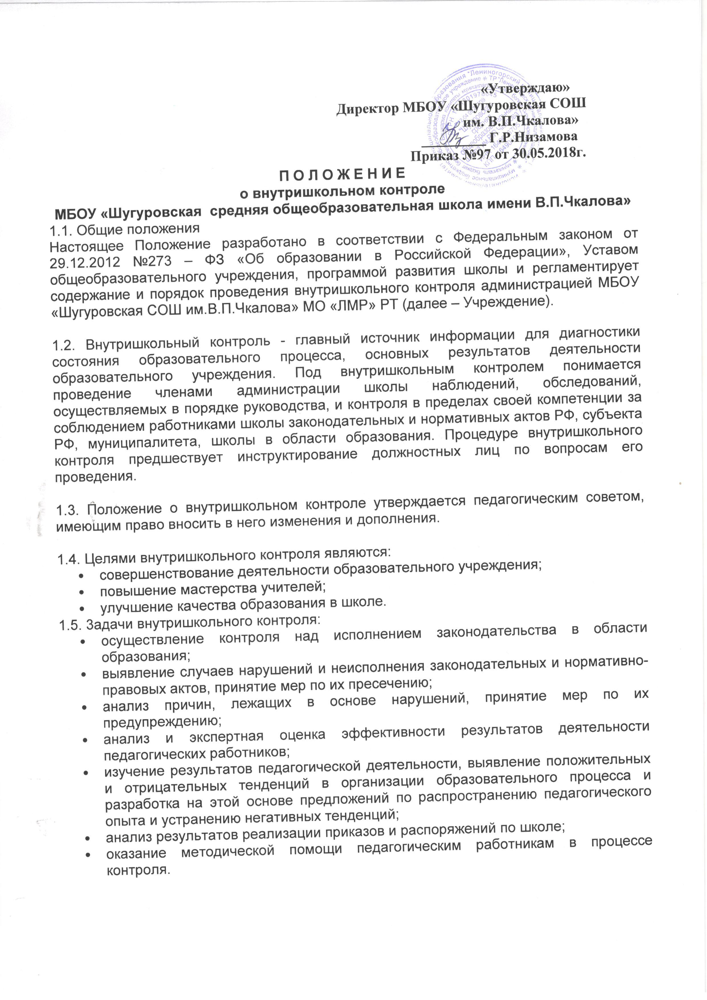 «Утверждаю»
Директор МБОУ «Шугуровская СОШ
им. В.П.Чкалова»
_________ Г.Р.Низамова
Приказ №97 от 30.05.2018г.
П О Л О Ж Е Н И Е
о внутришкольном контроле
МБОУ «Шугуровская средняя общеобразовательная школа имени В.П.Чкалова»
1.1. Общие положения
Настоящее Положение разработано в соответствии с Федеральным законом от
29.12.2012 №273 – ФЗ «Об образовании в Российской Федерации», Уставом
общеобразовательного учреждения, программой развития школы и регламентирует
содержание и порядок проведения внутришкольного контроля администрацией МБОУ
«Шугуровская СОШ им.В.П.Чкалова» МО «ЛМР» РТ (далее – Учреждение).
1.2. Внутришкольный контроль - главный источник информации для диагностики
состояния образовательного процесса, основных результатов деятельности
образовательного учреждения. Под внутришкольным контролем понимается
проведение членами администрации школы наблюдений, обследований,
осуществляемых в порядке руководства, и контроля в пределах своей компетенции за
соблюдением работниками школы законодательных и нормативных актов РФ, субъекта
РФ, муниципалитета, школы в области образования. Процедуре внутришкольного
контроля предшествует инструктирование должностных лиц по вопросам его
проведения.
1.3. Положение о внутришкольном контроле утверждается педагогическим советом,
имеющим право вносить в него изменения и дополнения.
1.4. Целями внутришкольного контроля являются:
• совершенствование деятельности образовательного учреждения;
• повышение мастерства учителей;
• улучшение качества образования в школе.
1.5. Задачи внутришкольного контроля:
• осуществление контроля над исполнением законодательства в области
образования;
• выявление случаев нарушений и неисполнения законодательных и нормативно-
правовых актов, принятие мер по их пресечению;
• анализ причин, лежащих в основе нарушений, принятие мер по их
предупреждению;
• анализ и экспертная оценка эффективности результатов деятельности
педагогических работников;
• изучение результатов педагогической деятельности, выявление положительных
и отрицательных тенденций в организации образовательного процесса и
разработка на этой основе предложений по распространению педагогического
опыта и устранению негативных тенденций;
• анализ результатов реализации приказов и распоряжений по школе;
• оказание методической помощи педагогическим работникам в процессе
контроля.